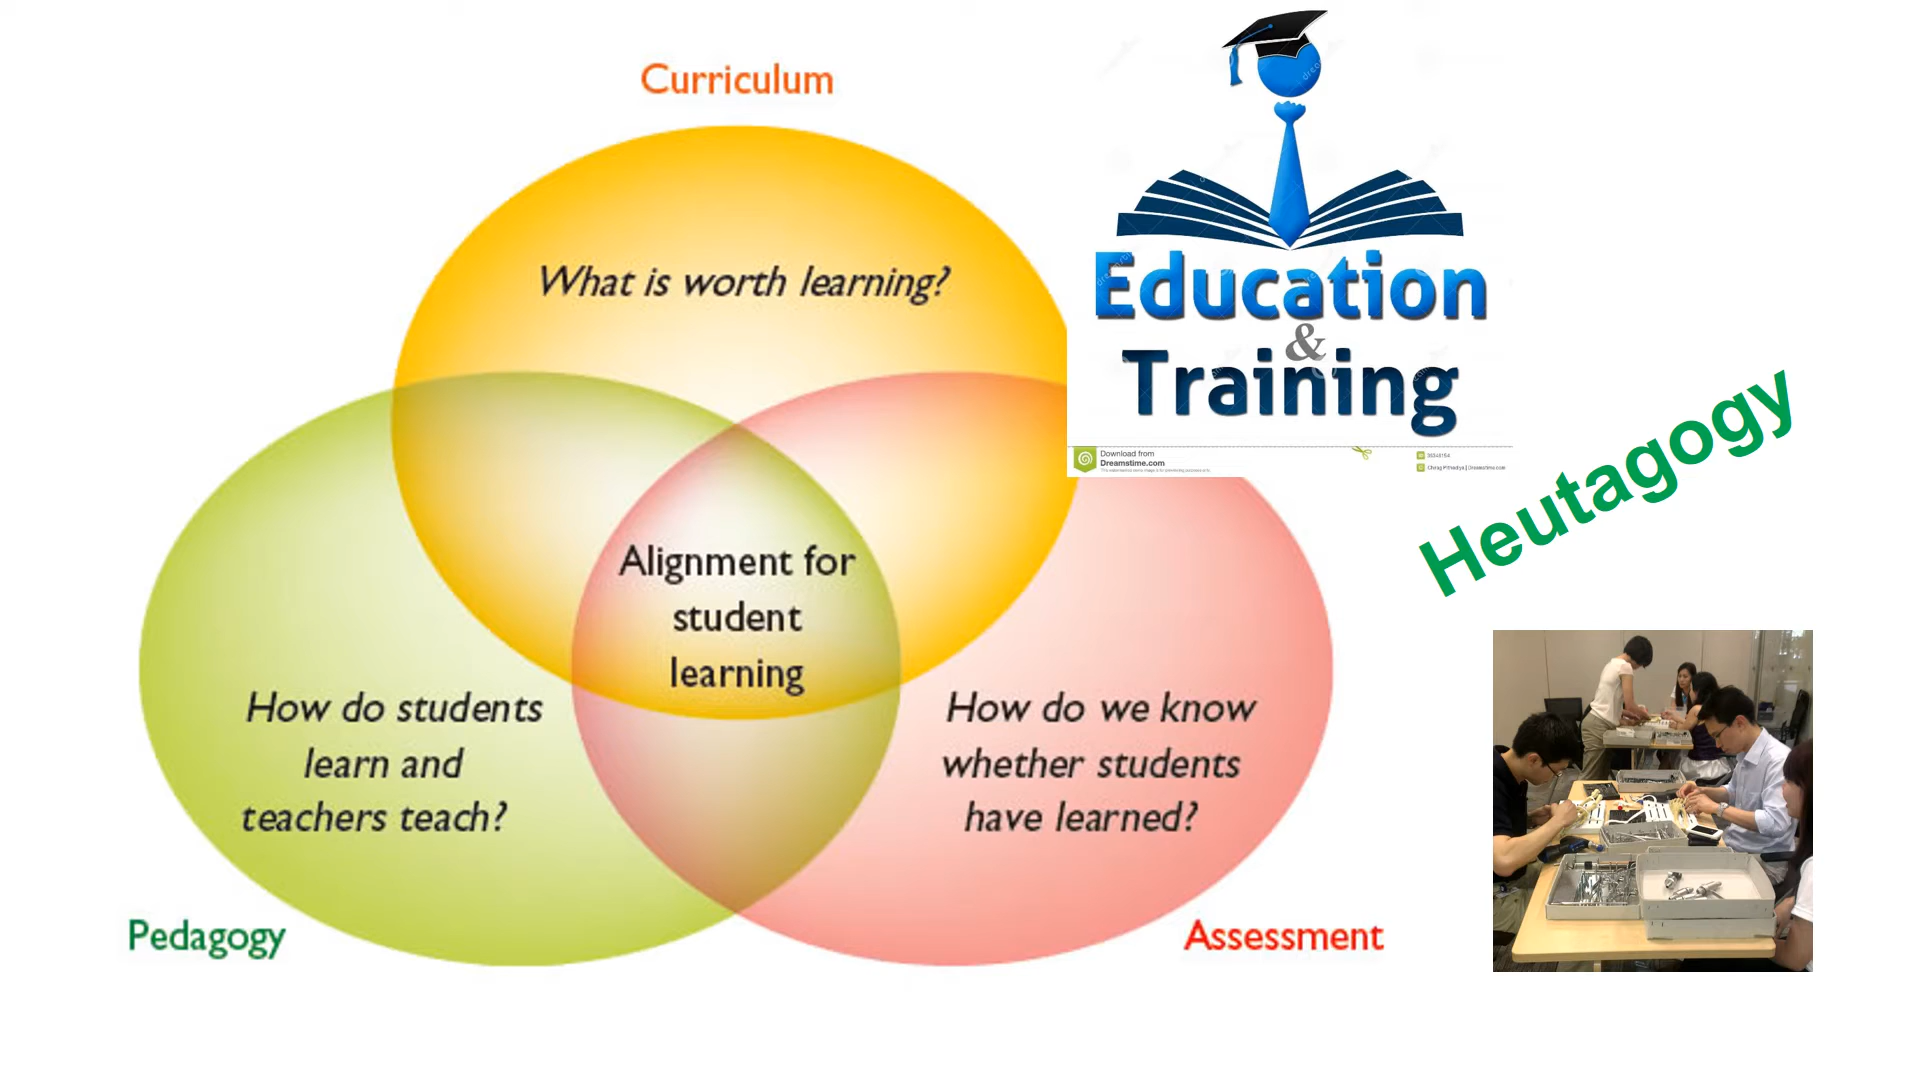 Curriculum
What is worth learning?
Alignment for
student
learning
How do students
learn and
teachers teach?
How do we know
whether students
have learned?
Pedagogy
Assessment
Education
&
Training
Download from
Dreamstime.com
Heutagogy